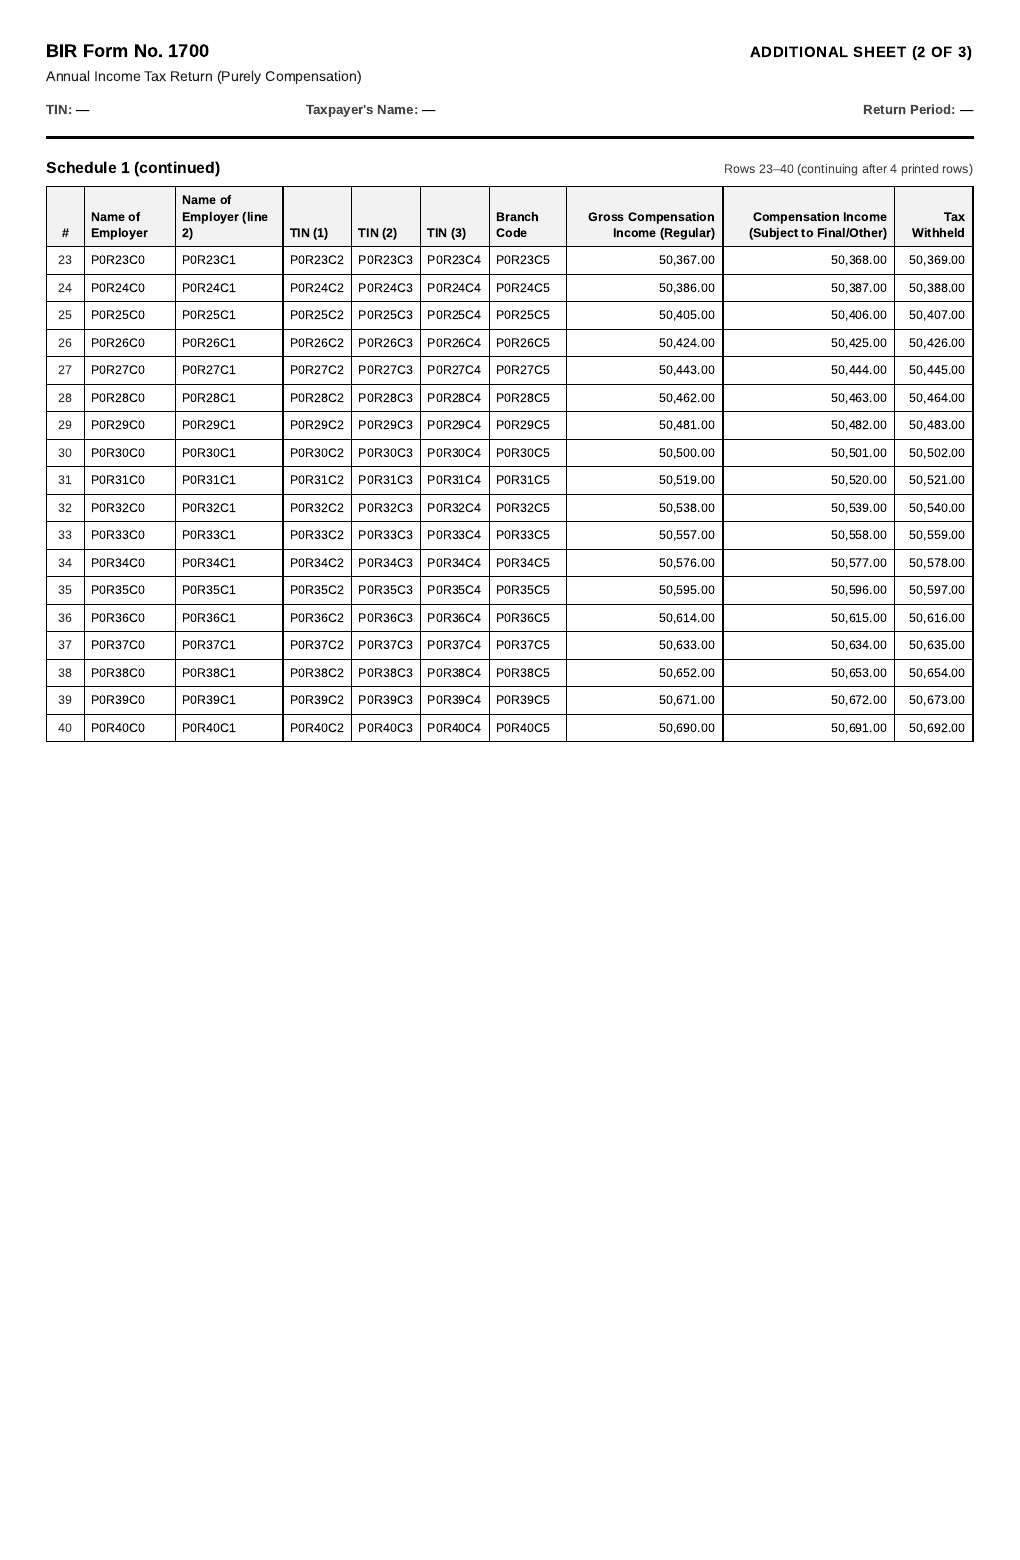 BIR Form No. 1700
ADDITIONAL SHEET (2 OF 3)
Annual Income Tax Return (Purely Compensation)
TIN: — Taxpayer's Name: — Return Period: —
Schedule 1 (continued)
Rows 23–40 (continuing after 4 printed rows)
# Name of Employer Name of Employer (line 2) TIN (1) TIN (2) TIN (3) Branch Code Gross Compensation Income (Regular) Compensation Income (Subject to Final/Other) Tax Withheld
23 P0R23C0 P0R23C1 P0R23C2 P0R23C3 P0R23C4 P0R23C5 50,367.00 50,368.00 50,369.00
24 P0R24C0 P0R24C1 P0R24C2 P0R24C3 P0R24C4 P0R24C5 50,386.00 50,387.00 50,388.00
25 P0R25C0 P0R25C1 P0R25C2 P0R25C3 P0R25C4 P0R25C5 50,405.00 50,406.00 50,407.00
26 P0R26C0 P0R26C1 P0R26C2 P0R26C3 P0R26C4 P0R26C5 50,424.00 50,425.00 50,426.00
27 P0R27C0 P0R27C1 P0R27C2 P0R27C3 P0R27C4 P0R27C5 50,443.00 50,444.00 50,445.00
28 P0R28C0 P0R28C1 P0R28C2 P0R28C3 P0R28C4 P0R28C5 50,462.00 50,463.00 50,464.00
29 P0R29C0 P0R29C1 P0R29C2 P0R29C3 P0R29C4 P0R29C5 50,481.00 50,482.00 50,483.00
30 P0R30C0 P0R30C1 P0R30C2 P0R30C3 P0R30C4 P0R30C5 50,500.00 50,501.00 50,502.00
31 P0R31C0 P0R31C1 P0R31C2 P0R31C3 P0R31C4 P0R31C5 50,519.00 50,520.00 50,521.00
32 P0R32C0 P0R32C1 P0R32C2 P0R32C3 P0R32C4 P0R32C5 50,538.00 50,539.00 50,540.00
33 P0R33C0 P0R33C1 P0R33C2 P0R33C3 P0R33C4 P0R33C5 50,557.00 50,558.00 50,559.00
34 P0R34C0 P0R34C1 P0R34C2 P0R34C3 P0R34C4 P0R34C5 50,576.00 50,577.00 50,578.00
35 P0R35C0 P0R35C1 P0R35C2 P0R35C3 P0R35C4 P0R35C5 50,595.00 50,596.00 50,597.00
36 P0R36C0 P0R36C1 P0R36C2 P0R36C3 P0R36C4 P0R36C5 50,614.00 50,615.00 50,616.00
37 P0R37C0 P0R37C1 P0R37C2 P0R37C3 P0R37C4 P0R37C5 50,633.00 50,634.00 50,635.00
38 P0R38C0 P0R38C1 P0R38C2 P0R38C3 P0R38C4 P0R38C5 50,652.00 50,653.00 50,654.00
39 P0R39C0 P0R39C1 P0R39C2 P0R39C3 P0R39C4 P0R39C5 50,671.00 50,672.00 50,673.00
40 P0R40C0 P0R40C1 P0R40C2 P0R40C3 P0R40C4 P0R40C5 50,690.00 50,691.00 50,692.00